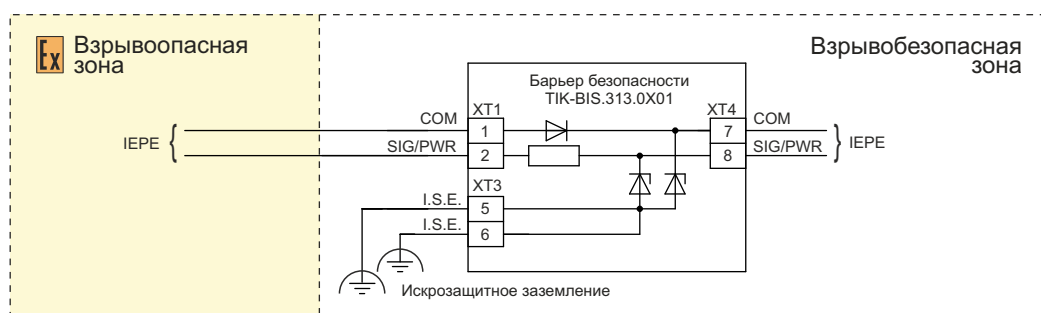 Ex
Взрывоопасная
зона
Взрывобезопасная
зона
Барьер безопасности
TIK-BIS.313.0X01
XT1
XT4
COM
1
7
COM
IEPE {
} IEPE
SIG/PWR
2
8
SIG/PWR
XT3
I.S.E.
5
I.S.E.
6
Искрозащитное заземление